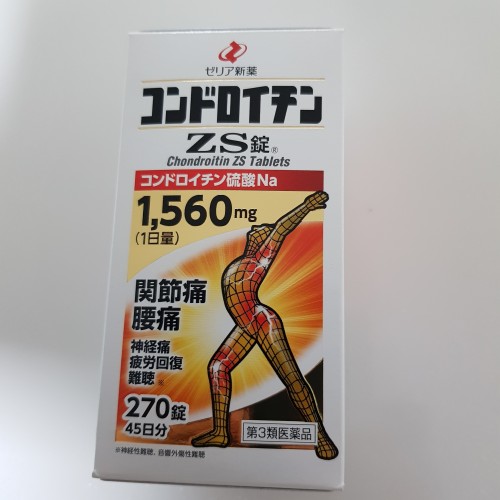 ゼリア新薬
コンドロイチン
ZS錠®
Chondroitin ZS Tablets
コンドロイチン硫酸Na
1,560mg
(1日量)
関節痛
腰痛
神経痛
疲労回復
難聴※
270錠
45日分
第3類医薬品
※神経性難聴、音響外傷性難聴